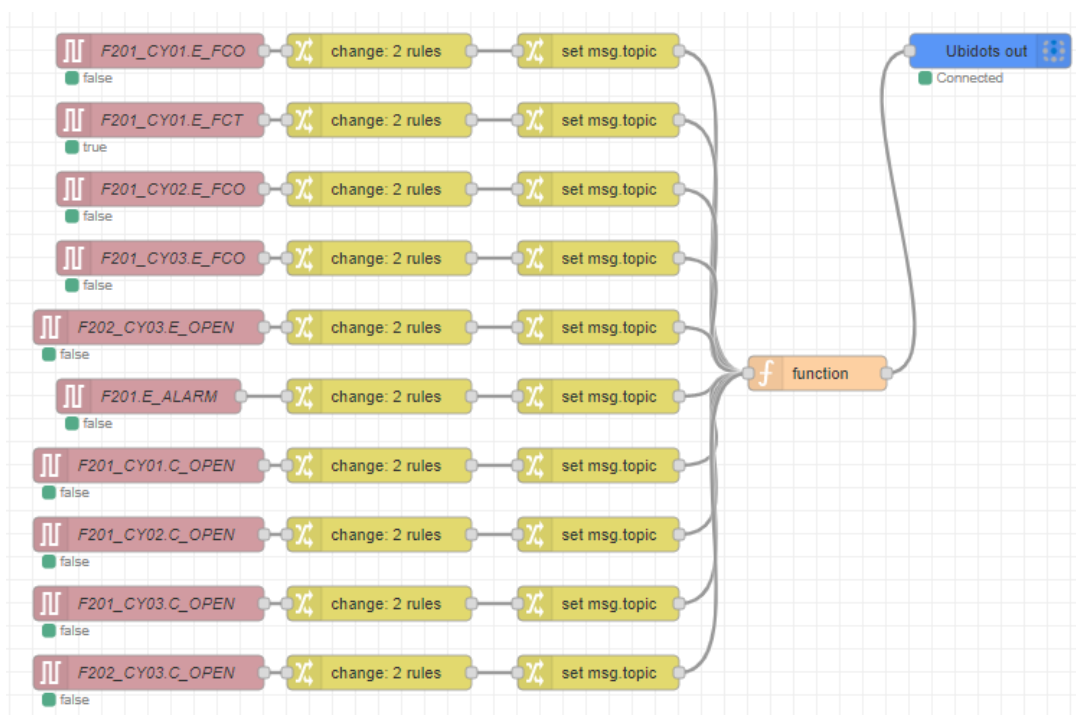 F201_CY01.E_FCO change: 2 rules set msg.topic Ubidots out
false Connected
F201_CY01.E_FCT change: 2 rules set msg.topic
true
F201_CY02.E_FCO change: 2 rules set msg.topic
false
F201_CY03.E_FCO change: 2 rules set msg.topic
false
F202_CY03.E_OPEN change: 2 rules set msg.topic
false
function
F201.E_ALARM change: 2 rules set msg.topic
false
F201_CY01.C_OPEN change: 2 rules set msg.topic
false
F201_CY02.C_OPEN change: 2 rules set msg.topic
false
F201_CY03.C_OPEN change: 2 rules set msg.topic
false
F202_CY03.C_OPEN change: 2 rules set msg.topic
false